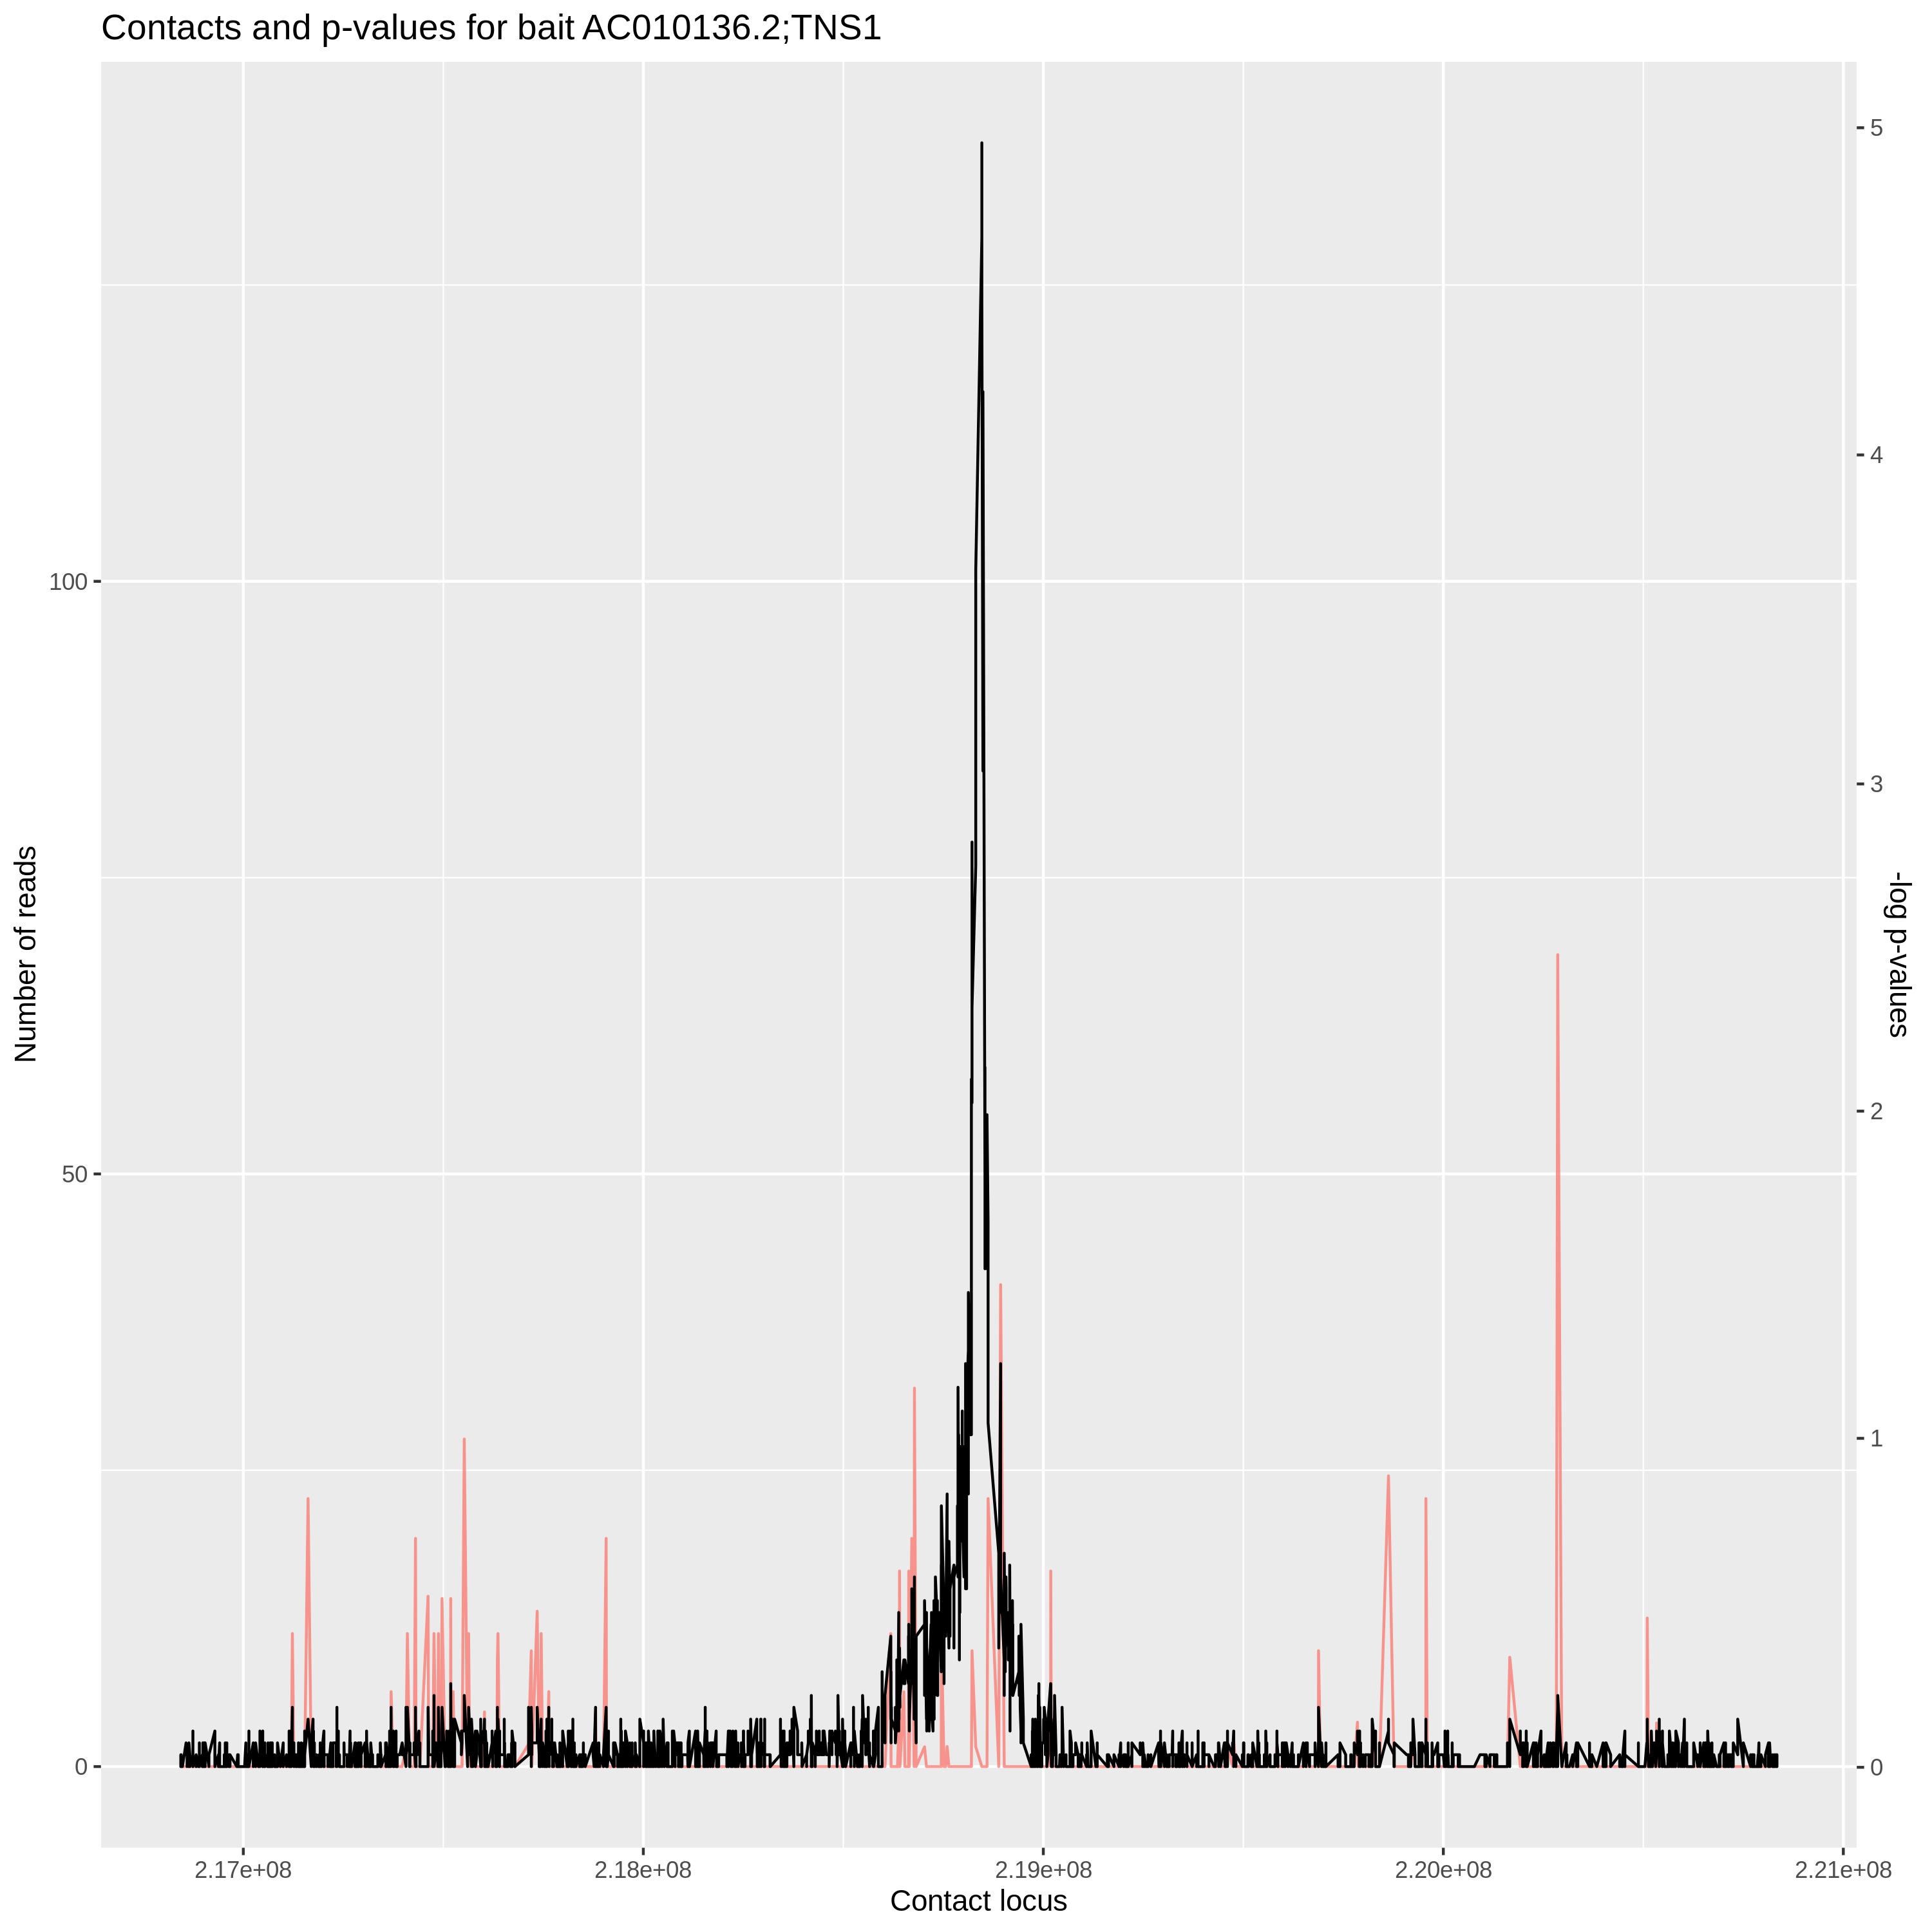 Contacts and p-values for bait AC010136.2;TNS1
Number of reads
100
50
0
5
4
3
2
1
0
-log p-values
2.17e+08
2.18e+08
2.19e+08
2.20e+08
2.21e+08
Contact locus